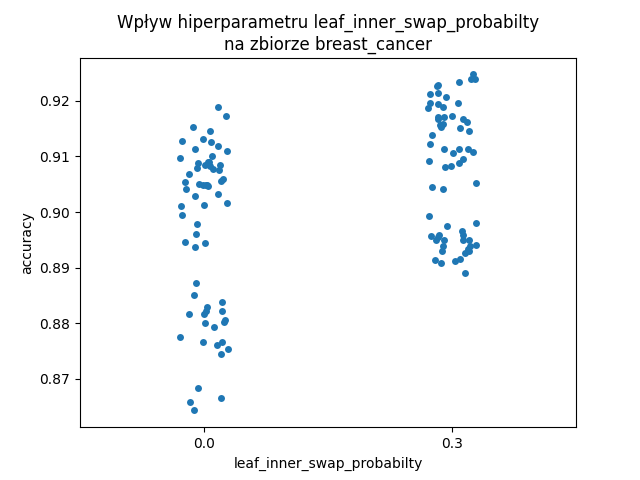 Wpływ hiperparametru leaf_inner_swap_probabilty
na zbiorze breast_cancer
0.92
0.91
0.90
0.89
0.88
0.87
accuracy
0.0
0.3
leaf_inner_swap_probabilty